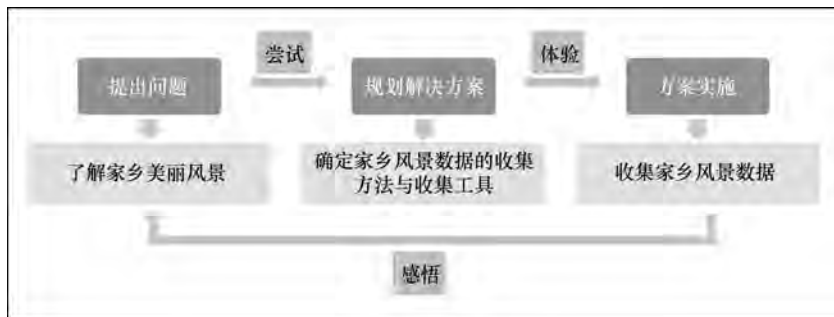 尝试
体验
提出问题
规划解决方案
方案实施
了解家乡美丽风景
确定家乡风景数据的收集
方法与收集工具
收集家乡风景数据
感悟